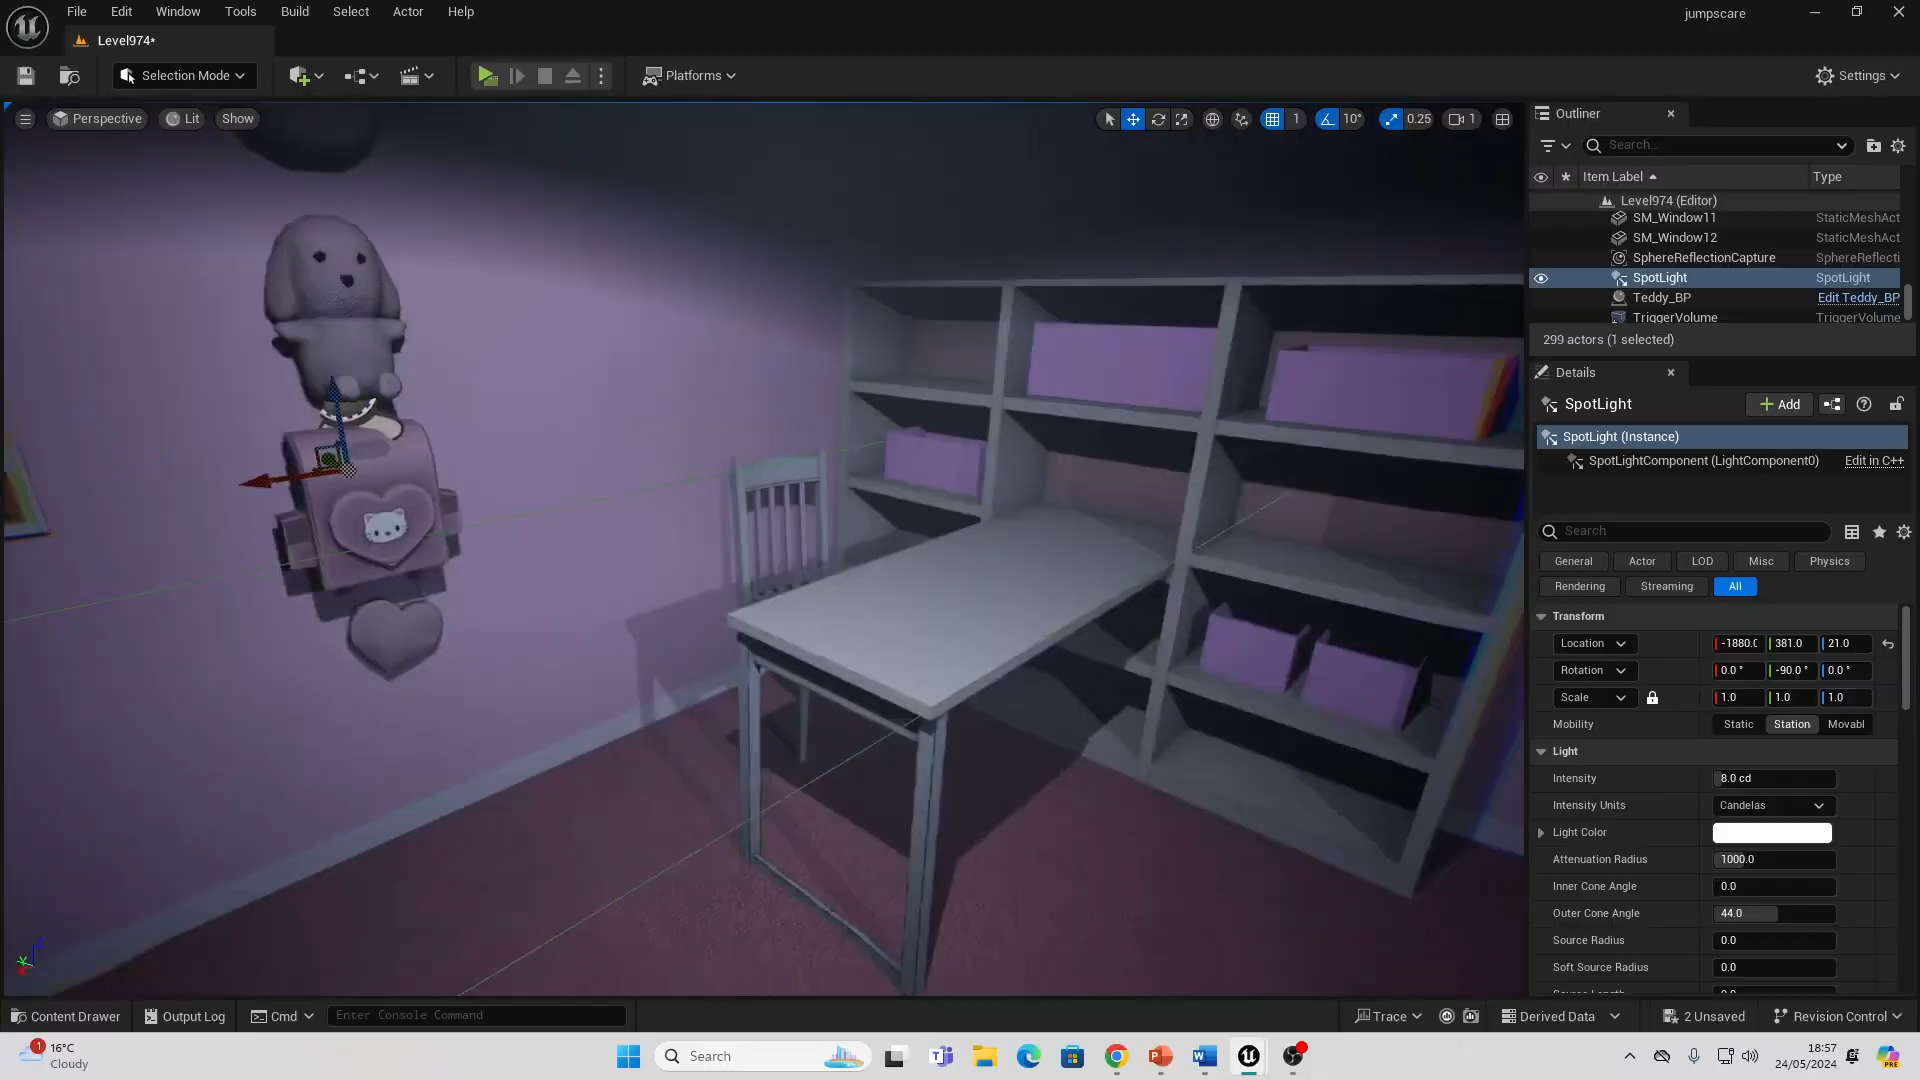 File Edit Window Tools Build Select Actor Help
jumpscare
Level974*
Selection Mode
Platforms
Settings
Perspective Lit Show
1 10° 0.25 1
Outliner
Search...
Item Label Type
Level974 (Editor)
SM_Window11 StaticMeshAct
SM_Window12 StaticMeshAct
SphereReflectionCapture SphereReflecti
SpotLight SpotLight
Teddy_BP Edit Teddy_BP
TriggerVolume TriggerVolume
299 actors (1 selected)
Details
SpotLight
Add
SpotLight (Instance)
SpotLightComponent (LightComponent0) Edit in C++
Search
General Actor LOD Misc Physics
Rendering Streaming All
Transform
Location -1880.0 381.0 21.0
Rotation 0.0 ° -90.0 ° 0.0 °
Scale 1.0 1.0 1.0
Mobility Static Station Movabl
Light
Intensity 8.0 cd
Intensity Units Candelas
Light Color
Attenuation Radius 1000.0
Inner Cone Angle 0.0
Outer Cone Angle 44.0
Source Radius 0.0
Soft Source Radius 0.0
Content Drawer Output Log Cmd Enter Console Command
Trace Derived Data 2 Unsaved Revision Control
1 16°C
Cloudy
Search
18:57
24/05/2024
PRE